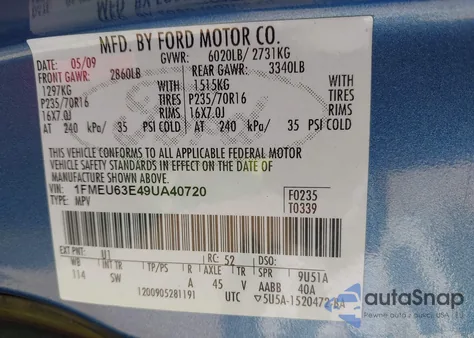 MFD. BY FORD MOTOR CO.
DATE: 05/09 GVWR: 6020LB/ 2731KG
FRONT GAWR: 2860LB REAR GAWR: 3340LB
1297KG 1515KG
P235/70R16 TIRES P235/70R16 TIRES
16X7.0J RIMS 16X7.0J RIMS
AT 240 kPa/ 35 PSI COLD AT 240 kPa/ 35 PSI COLD
THIS VEHICLE CONFORMS TO ALL APPLICABLE FEDERAL MOTOR
VEHICLE SAFETY STANDARDS IN EFFECT ON THE DATE OF
MANUFACTURE SHOWN ABOVE.
VIN: 1FMEU63E49UA40720 F0235
TYPE: MPV T0339
EXT PNT: RC: 52 DSO:
WB INT TR TP/PS R AXLE TR SPR 9U51A
114 SW A 45 V AABB 40A
1200905281191 UTC 5U5A-1520472-BA
autoSnap